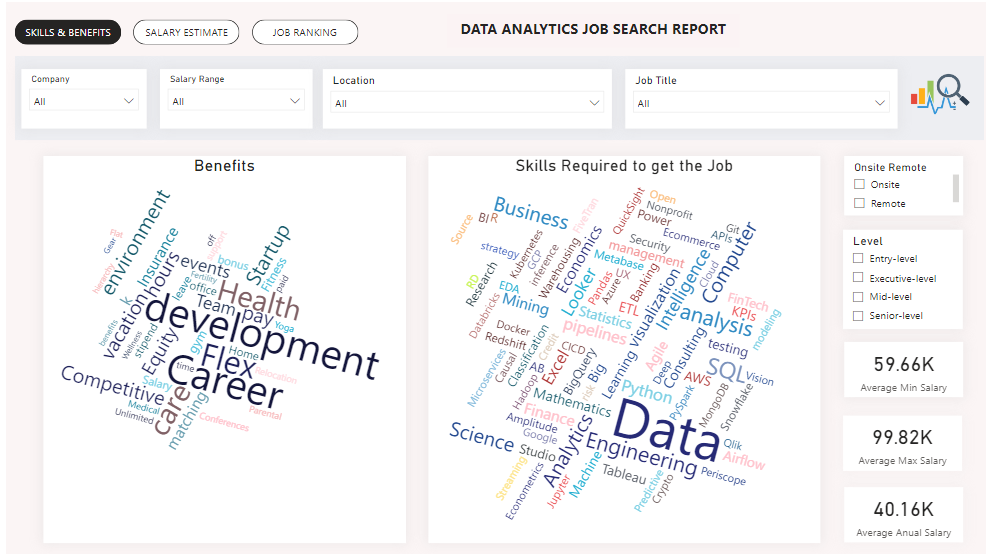 SKILLS & BENEFITS
SALARY ESTIMATE
JOB RANKING
DATA ANALYTICS JOB SEARCH REPORT
Company
All
Salary Range
All
Location
All
Job Title
All
Benefits
environment
Flat
Gear
hierarchy
Insurance
off
support
Startup
hours
events
bonus
Fitness
paid
Fertility
office
leave
k
Health
vacation
Team
pay
development
Yoga
benefits
Wellness
stipend
Equity
gym
Flex
Home
time
Career
Relocation
Competitive
Salary
care
Medical
Unlimited
matching
Parental
Conferences
Skills Required to get the Job
Business
BI
R
Source
strategy
Kubernetes
GCP
inference
FiveTran
Warehousing
Economics
QuickSight
Open
Nonprofit
Power
Security
Ecommerce
management
Metabase
Git
APIs
Computer
Cloud
RD
Research
EDA
Mining
Databricks
Looker
Pandas
UX
Azure
Banking
ETL
visualization
Intelligence
FinTech
KPIs
modeling
analysis
Statistics
pipelines
Docker
Redshift
Classification
Credit
CICD
Excel
AB
Causal
Microservices
Hadoop
BigQuery
Big
risk
Learning
Agile
Deep
Consulting
testing
SQL
Vision
AWS
Python
PySpark
MongoDB
Snowflake
Mathematics
Finance
Amplitude
Google
Data
Science
Studio
Analytics
Engineering
Qlik
Airflow
Periscope
Streaming
Econometrics
Jupyter
Machine
Tableau
Predictive
Crypto
Onsite Remote
Onsite
Remote
Level
Entry-level
Executive-level
Mid-level
Senior-level
59.66K
Average Min Salary
99.82K
Average Max Salary
40.16K
Average Anual Salary